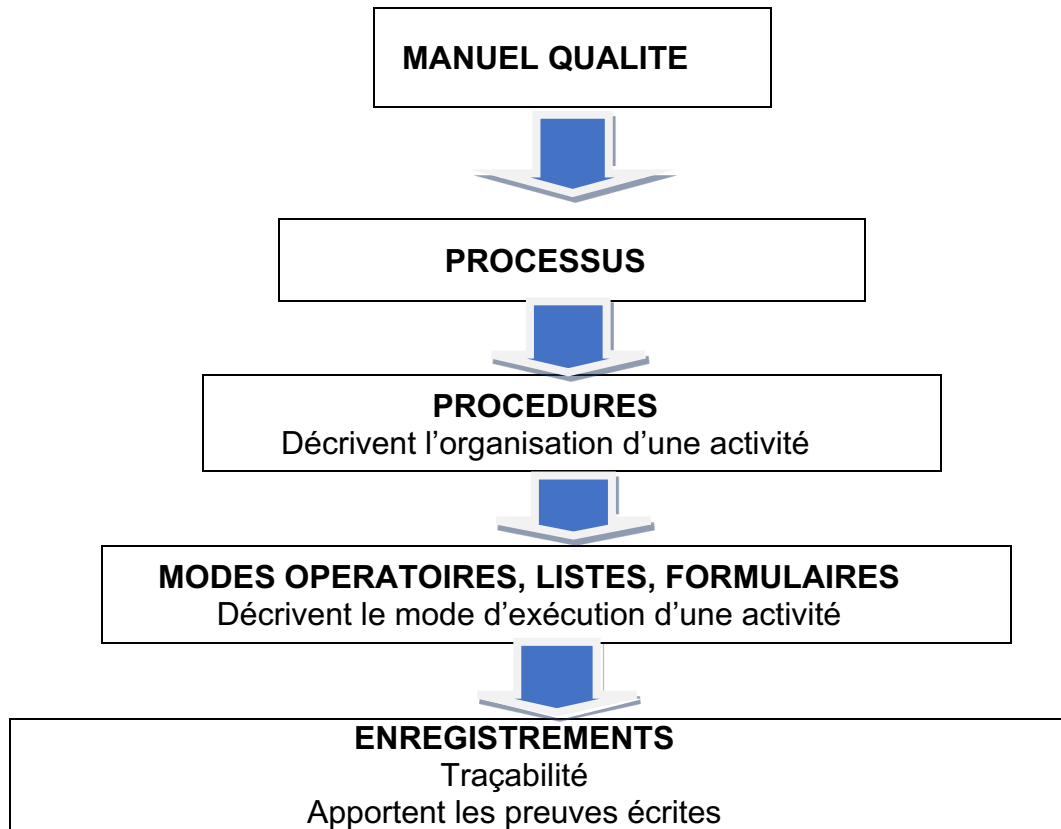 MANUEL QUALITE
PROCESSUS
PROCEDURES
Décrivent l’organisation d’une activité
MODES OPERATOIRES, LISTES, FORMULAIRES
Décrivent le mode d’exécution d’une activité
ENREGISTREMENTS
Traçabilité
Apportent les preuves écrites